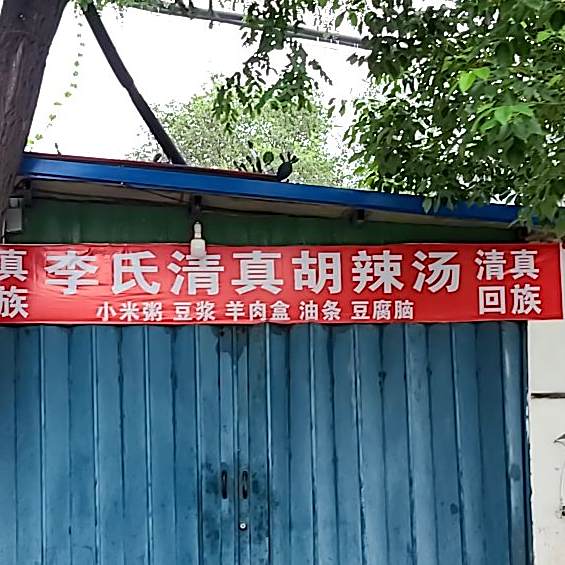 真
族
李氏清真胡辣汤
小米粥 豆浆 羊肉盒 油条 豆腐脑
清真
回族